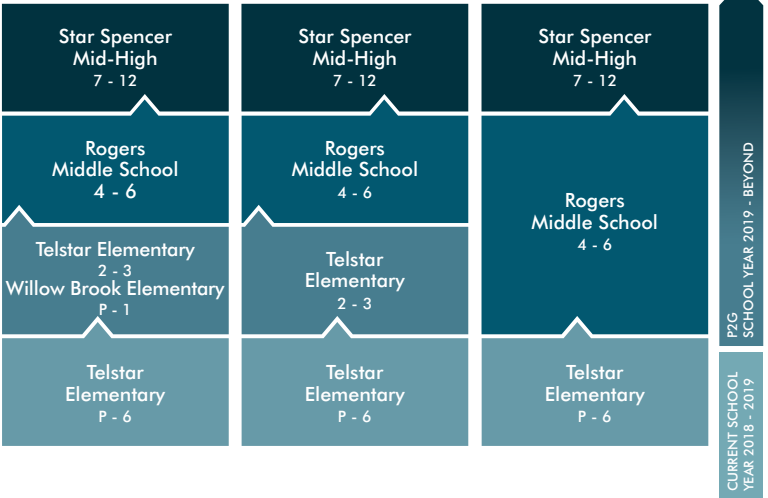 Star Spencer
Mid-High
7 - 12
Rogers
Middle School
4 - 6
Telstar Elementary
2 - 3
Willow Brook Elementary
P - 1
Telstar
Elementary
P - 6
Star Spencer
Mid-High
7 - 12
Rogers
Middle School
4 - 6
Telstar
Elementary
2 - 3
Telstar
Elementary
P - 6
Star Spencer
Mid-High
7 - 12
Rogers
Middle School
4 - 6
Telstar
Elementary
P - 6
P2G
SCHOOL YEAR 2019 - BEYOND
CURRENT SCHOOL
YEAR 2018 - 2019